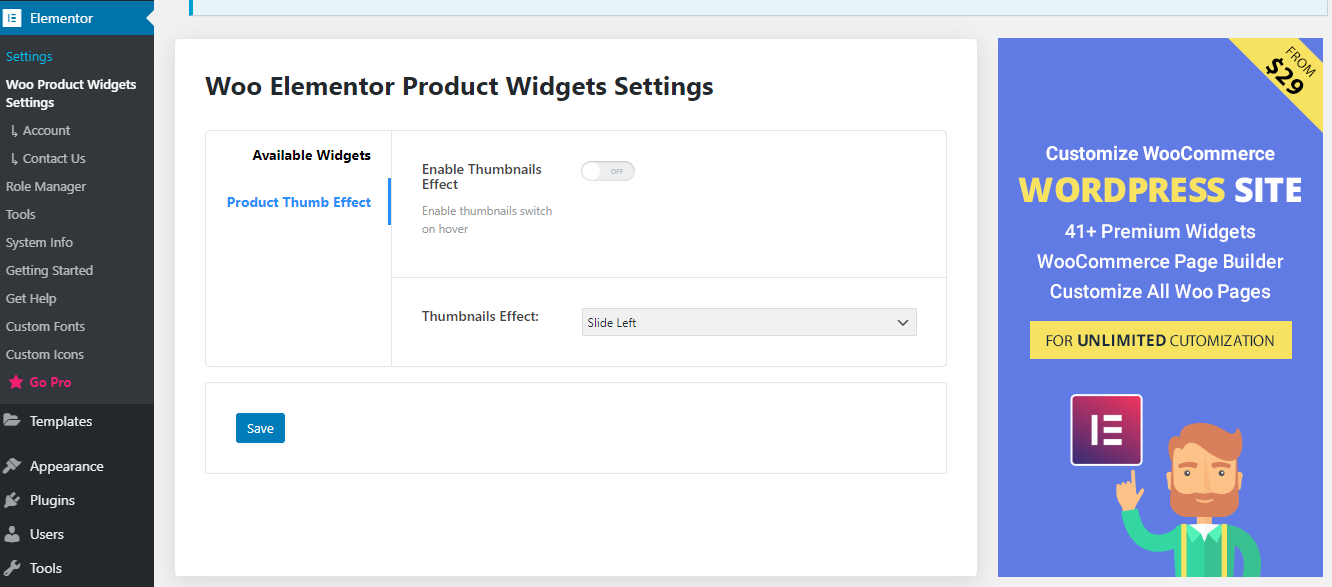 Elementor
Settings
Woo Product Widgets
Settings
Account
Contact Us
Role Manager
Tools
System Info
Getting Started
Get Help
Custom Fonts
Custom Icons
Go Pro
Templates
Appearance
Plugins
Users
Tools
Woo Elementor Product Widgets Settings
Available Widgets
Product Thumb Effect
Enable Thumbnails
Effect
OFF
Enable thumbnails switch
on hover
Thumbnails Effect:
Slide Left
Save
FROM
$29
Customize WooCommerce
WORDPRESS SITE
41+ Premium Widgets
WooCommerce Page Builder
Customize All Woo Pages
FOR UNLIMITED CUTOMIZATION